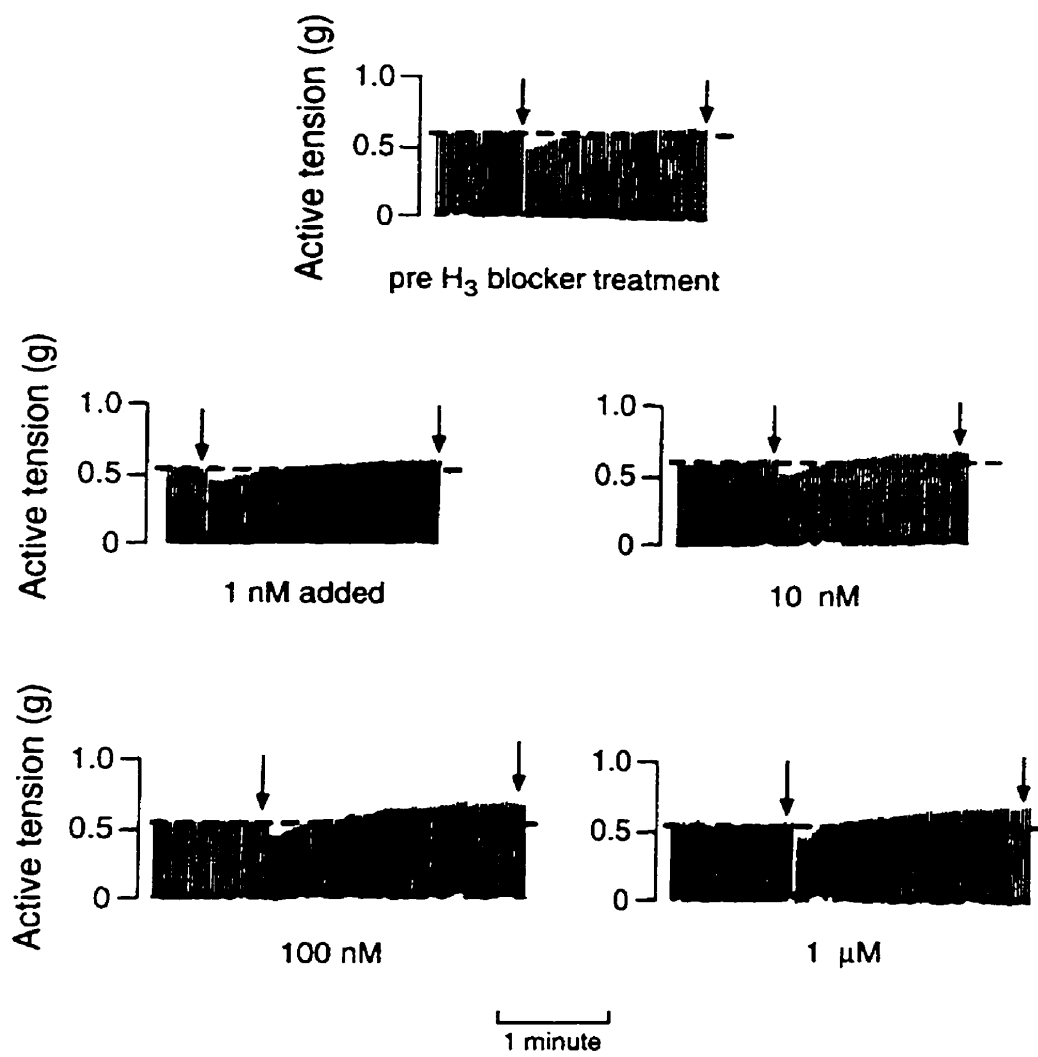 Active tension (g)
1.0
0.5
0
pre H₃ blocker treatment
Active tension (g)
1.0
0.5
0
1 nM added
1.0
0.5
0
10 nM
Active tension (g)
1.0
0.5
0
100 nM
1.0
0.5
0
1 μM
1 minute